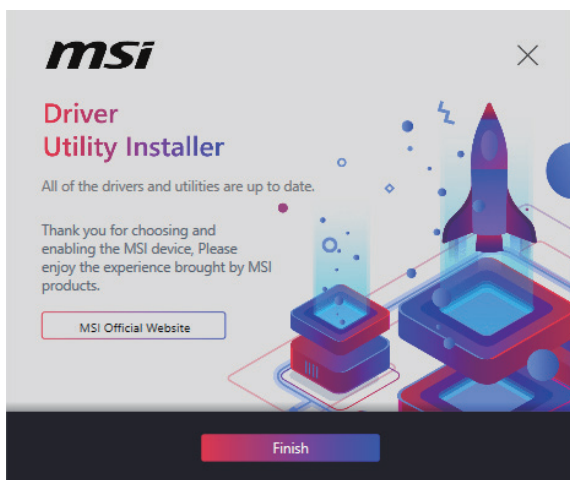 msi
Driver
Utility Installer
All of the drivers and utilities are up to date.
Thank you for choosing and
enabling the MSI device, Please
enjoy the experience brought by MSI
products.
MSI Official Website
Finish